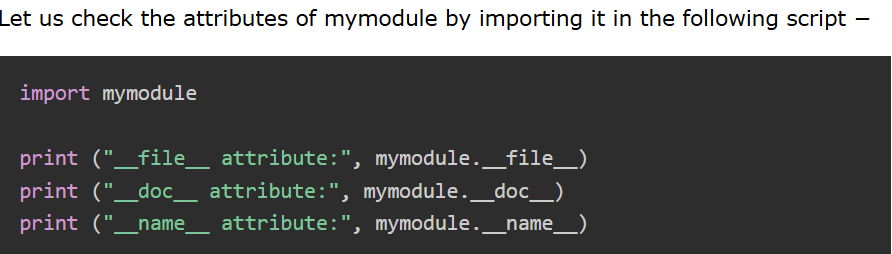 Let us check the attributes of mymodule by importing it in the following script −
import mymodule
print ("__file__ attribute:", mymodule.__file__)
print ("__doc__ attribute:", mymodule.__doc__)
print ("__name__ attribute:", mymodule.__name__)